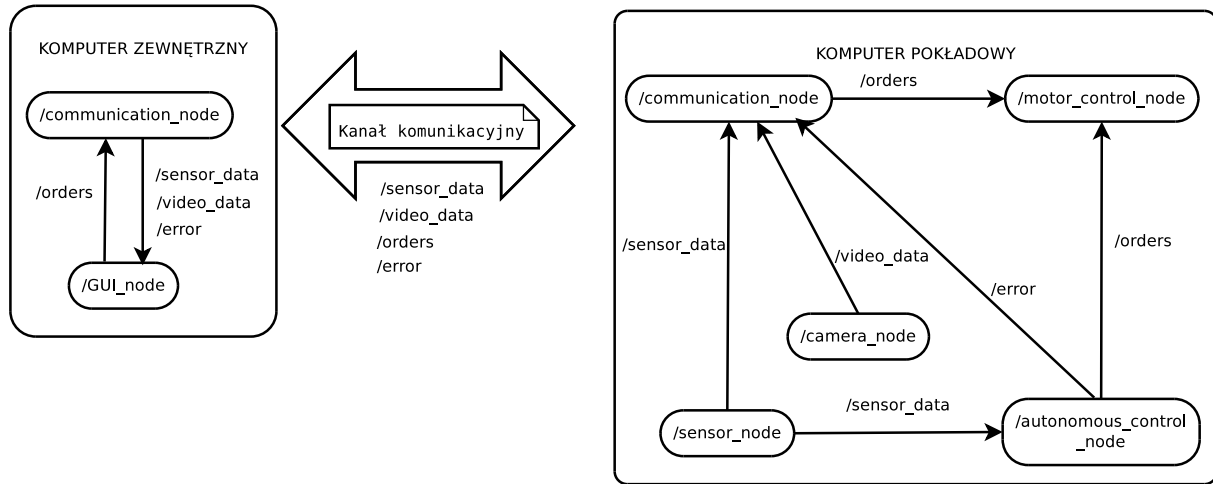 KOMPUTER ZEWNĘTRZNY
/communication_node
/orders
/sensor_data
/video_data
/error
/GUI_node
Kanał komunikacyjny
/sensor_data
/video_data
/orders
/error
KOMPUTER POKŁADOWY
/communication_node
/orders
/motor_control_node
/sensor_data
/video_data
/error
/orders
/camera_node
/sensor_data
/sensor_node
/autonomous_control
_node